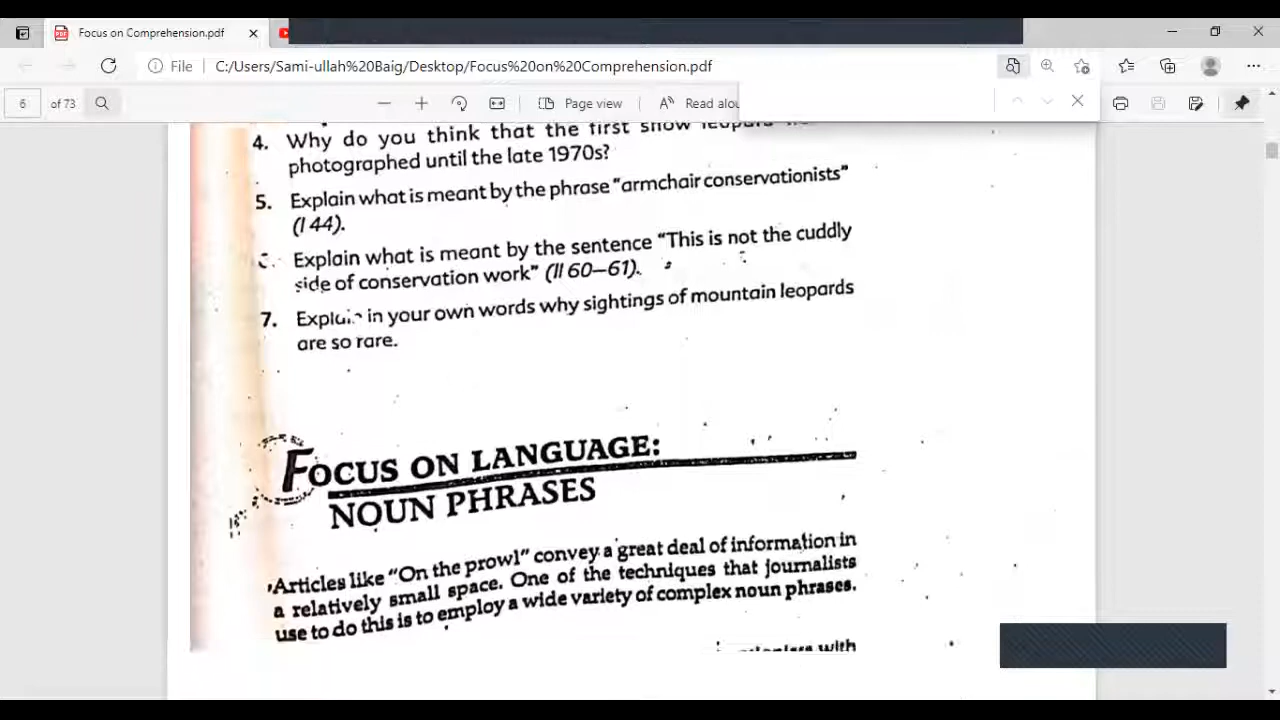 Focus on Comprehension.pdf
File C:/Users/Sami-ullah%20Baig/Desktop/Focus%20on%20Comprehension.pdf
6 of 73 Page view Read alou
4. Why do you think that the first snow
photographed until the late 1970s?
5. Explain what is meant by the phrase "armchair conservationists"
(l 44).
Explain what is meant by the sentence "This is not the cuddly
side of conservation work" (ll 60–61).
7. Explain in your own words why sightings of mountain leopards
are so rare.
FOCUS ON LANGUAGE:
NOUN PHRASES
Articles like "On the prowl" convey a great deal of information in
a relatively small space. One of the techniques that journalists
use to do this is to employ a wide variety of complex noun phrases.
with